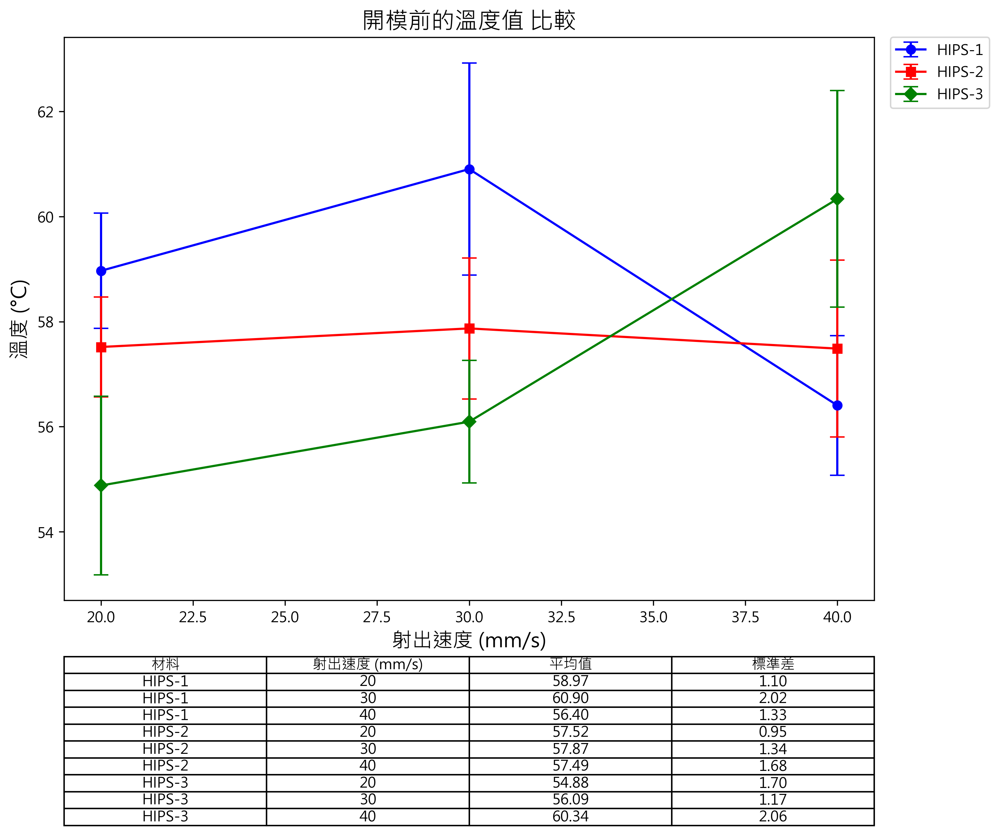 開模前的溫度值 比較
HIPS-1
HIPS-2
HIPS-3
溫度 (°C)
62
60
58
56
54
20.0 22.5 25.0 27.5 30.0 32.5 35.0 37.5 40.0
射出速度 (mm/s)
材料 射出速度 (mm/s) 平均值 標準差
HIPS-1 20 58.97 1.10
HIPS-1 30 60.90 2.02
HIPS-1 40 56.40 1.33
HIPS-2 20 57.52 0.95
HIPS-2 30 57.87 1.34
HIPS-2 40 57.49 1.68
HIPS-3 20 54.88 1.70
HIPS-3 30 56.09 1.17
HIPS-3 40 60.34 2.06